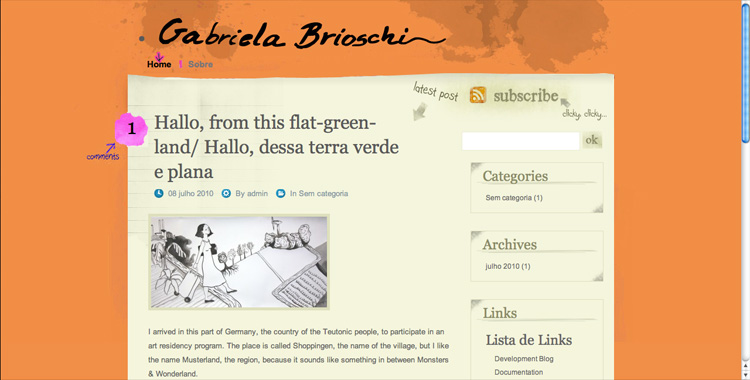 Gabriela Brioschi
Home Sobre
latest post
subscribe
clicky, clicky...
1
comments
Hallo, from this flat-green-
land/ Hallo, dessa terra verde
e plana
08 julho 2010 By admin In Sem categoria
ok
Categories
Sem categoria (1)
Archives
julho 2010 (1)
Links
Lista de Links
Development Blog
Documentation
I arrived in this part of Germany, the country of the Teutonic people, to participate in an
art residency program. The place is called Shoppingen, the name of the village, but I like
the name Musterland, the region, because it sounds like something in between Monsters
& Wonderland.